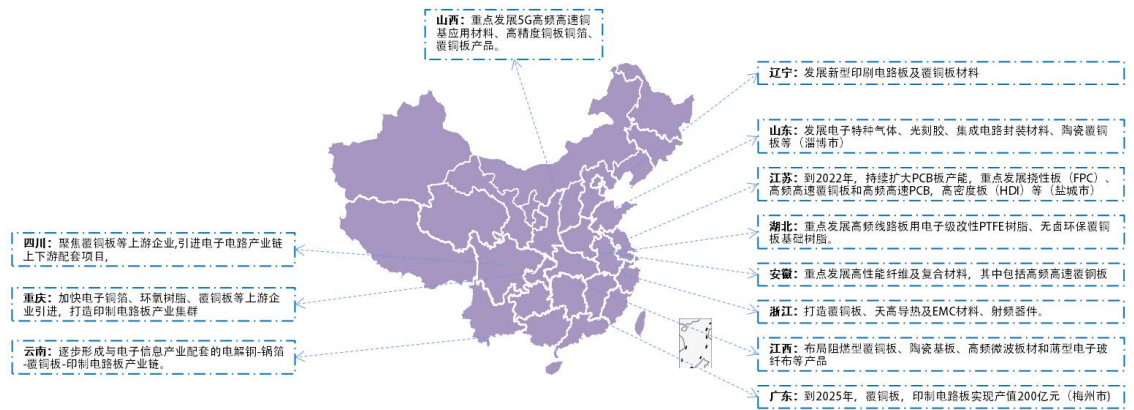 山西：重点发展5G高频高速铜
基应用材料、高精度铜板铜箔、
覆铜板产品。
辽宁：发展新型印刷电路板及覆铜板材料
山东：发展电子特种气体、光刻胶、集成电路封装材料、陶瓷覆铜
板等（淄博市）
江苏：到2022年，持续扩大PCB板产能，重点发展挠性板（FPC）、
高频高速覆铜板和高频高速PCB，高密度板（HDI）等（盐城市）
湖北：重点发展高频线路板用电子级改性PTFE树脂、无卤环保覆铜
板基础树脂。
安徽：重点发展高性能纤维及复合材料，其中包括高频高速覆铜板
浙江：打造覆铜板、天高导热及EMC材料、射频器件。
江西：布局阻燃型覆铜板、陶瓷基板、高频微波板材和薄型电子玻
纤布等产品
广东：到2025年，覆铜板，印制电路板实现产值200亿元（梅州市)
四川：聚焦覆铜板等上游企业,引进电子电路产业链
上下游配套项目,
重庆：加快电子铜箔、环氧树脂、覆铜板等上游企
业引进，打造印制电路板产业集群
云南：逐步形成与电子信息产业配套的电解铜-锅箔
-覆铜板-印制电路板产业链。